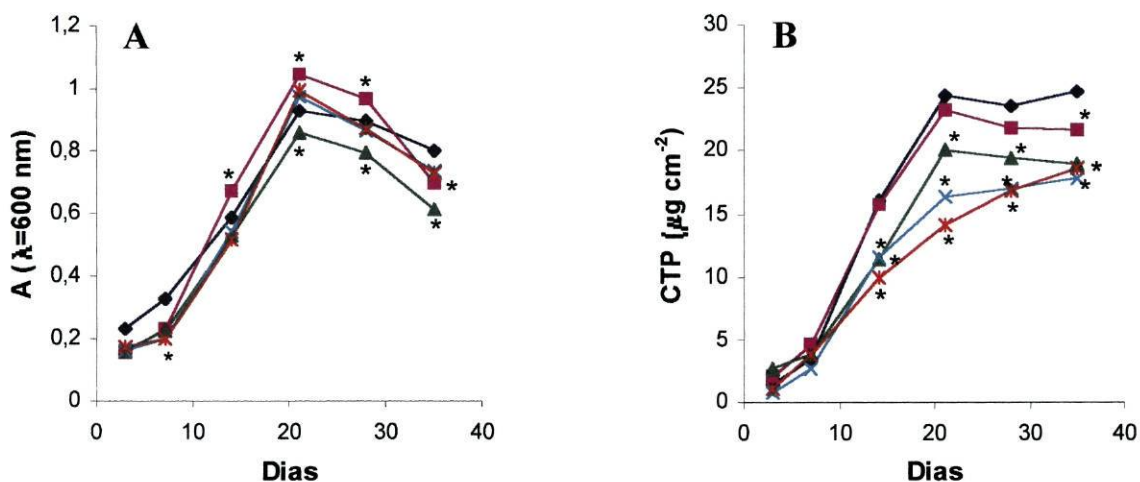 A
1,2
1
0,8
0,6
0,4
0,2
0
A (λ=600 nm)
0 10 20 30 40
Dias
* * * * * * * *
B
30
25
20
15
10
5
0
CTP (µg cm⁻²)
0 10 20 30 40
Dias
* * * * * * * * * * * *